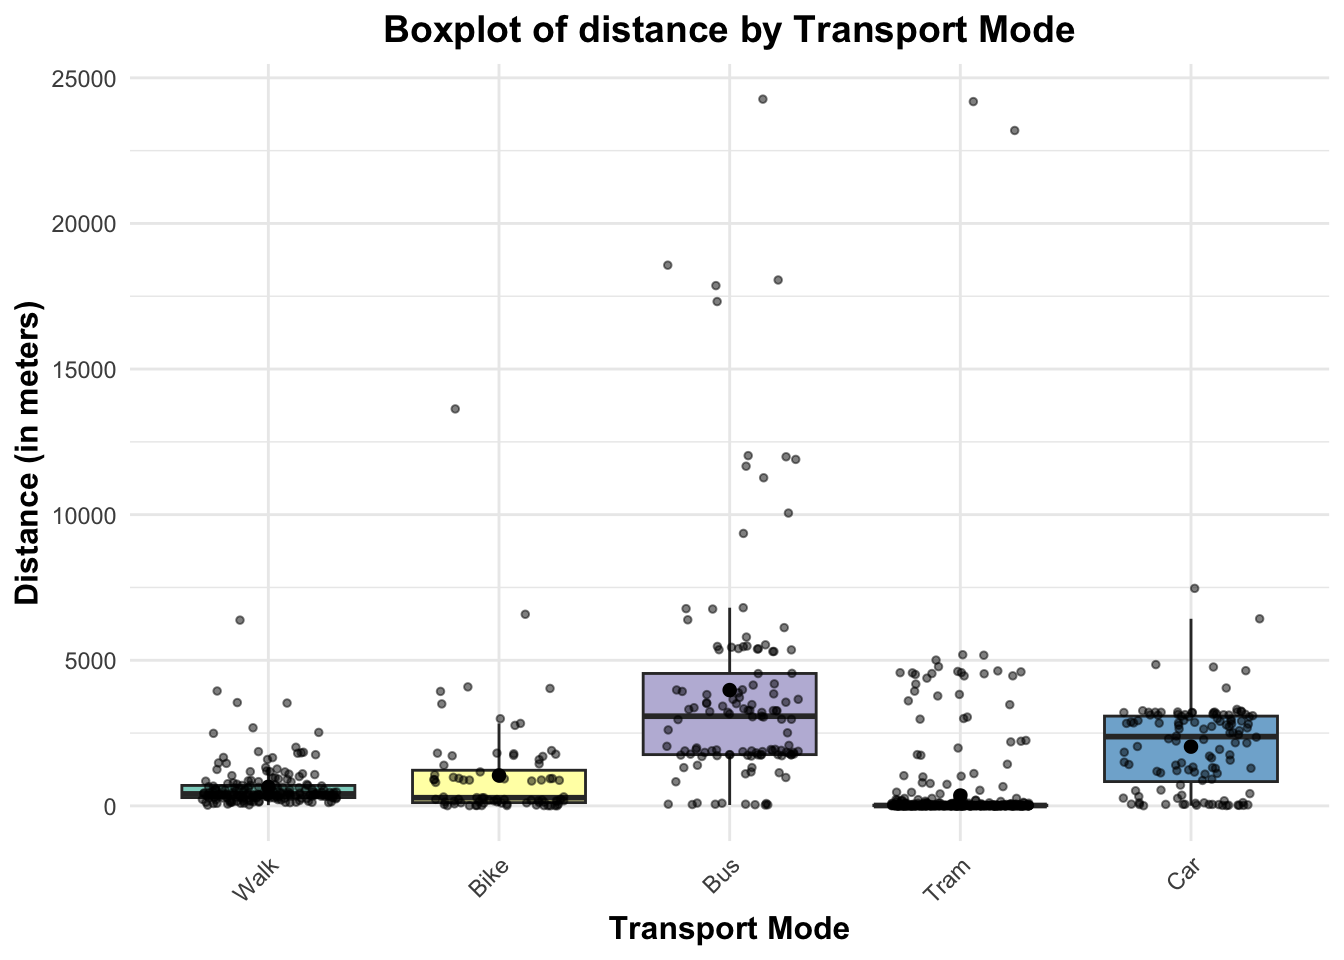 Boxplot of distance by Transport Mode
Distance (in meters)
25000
20000
15000
10000
5000
0
Walk
Bike
Bus
Tram
Car
Transport Mode